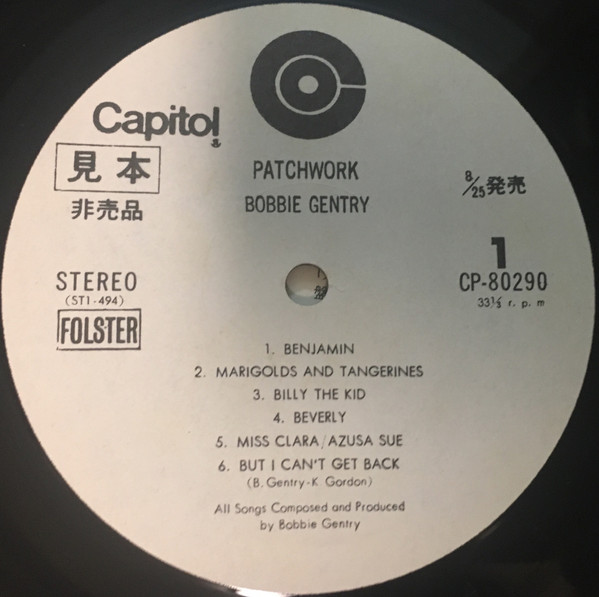 Capitol
見本
非売品
PATCHWORK
BOBBIE GENTRY
8/25発売
STEREO
(ST1-494)
FOLSTER
1
CP-80290
33⅓ r. p. m
1. BENJAMIN
2. MARIGOLDS AND TANGERINES
3. BILLY THE KID
4. BEVERLY
5. MISS CLARA/AZUSA SUE
6. BUT I CAN'T GET BACK
(B. Gentry-K. Gordon)
All Songs Composed and Produced
by Bobbie Gentry